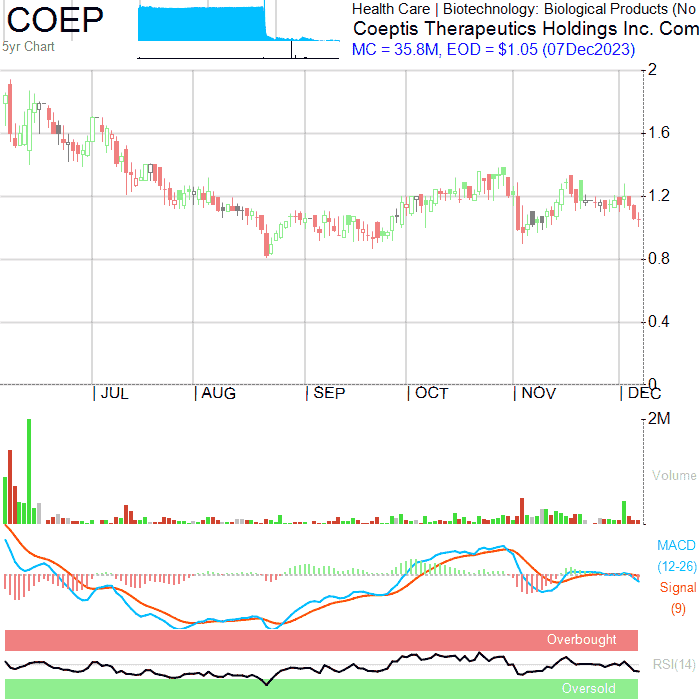 COEP
5yr Chart
Health Care | Biotechnology: Biological Products (No
Coeptis Therapeutics Holdings Inc. Com
MC = 35.8M, EOD = $1.05 (07Dec2023)
2
1.6
1.2
0.8
0.4
0
| JUL | AUG | SEP | OCT | NOV | DEC
2M
Volume
MACD
(12-26)
Signal
(9)
Overbought
RSI(14)
Oversold